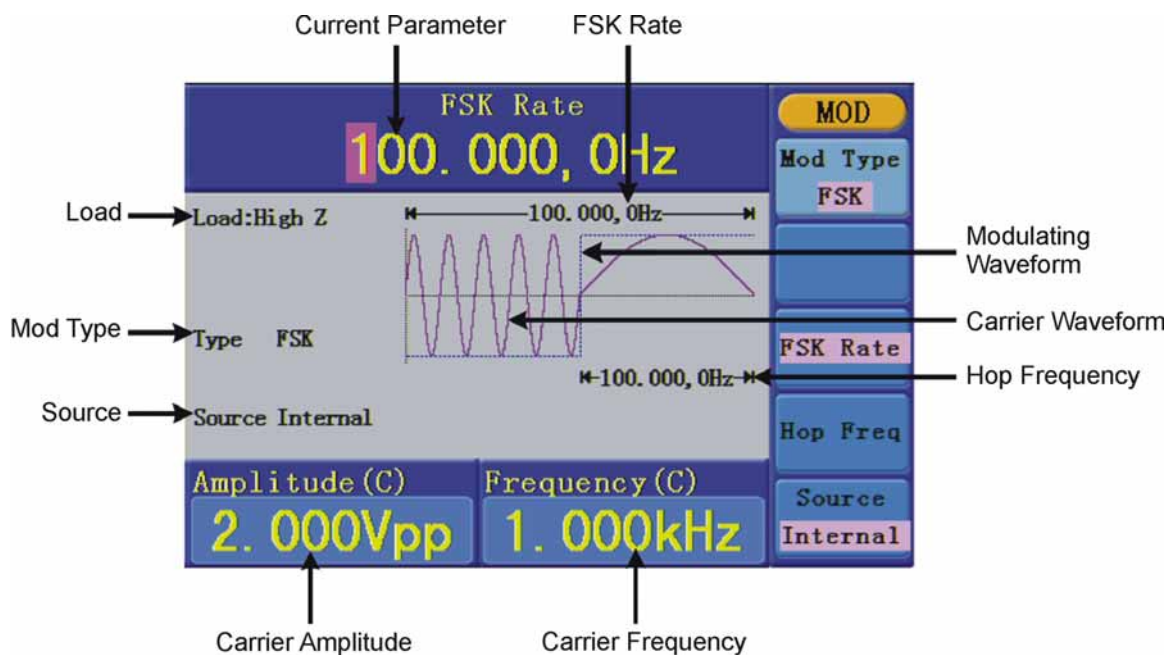 Current Parameter
FSK Rate
FSK Rate
100.000,0Hz
MOD
Mod Type
FSK
Load
Load:High Z
100.000,0Hz
Modulating
Waveform
Mod Type
Type FSK
Carrier Waveform
FSK Rate
100.000,0Hz
Hop Frequency
Source
Source Internal
Hop Freq
Amplitude(C)
Frequency(C)
Source
Internal
2.000Vpp
1.000kHz
Carrier Amplitude
Carrier Frequency